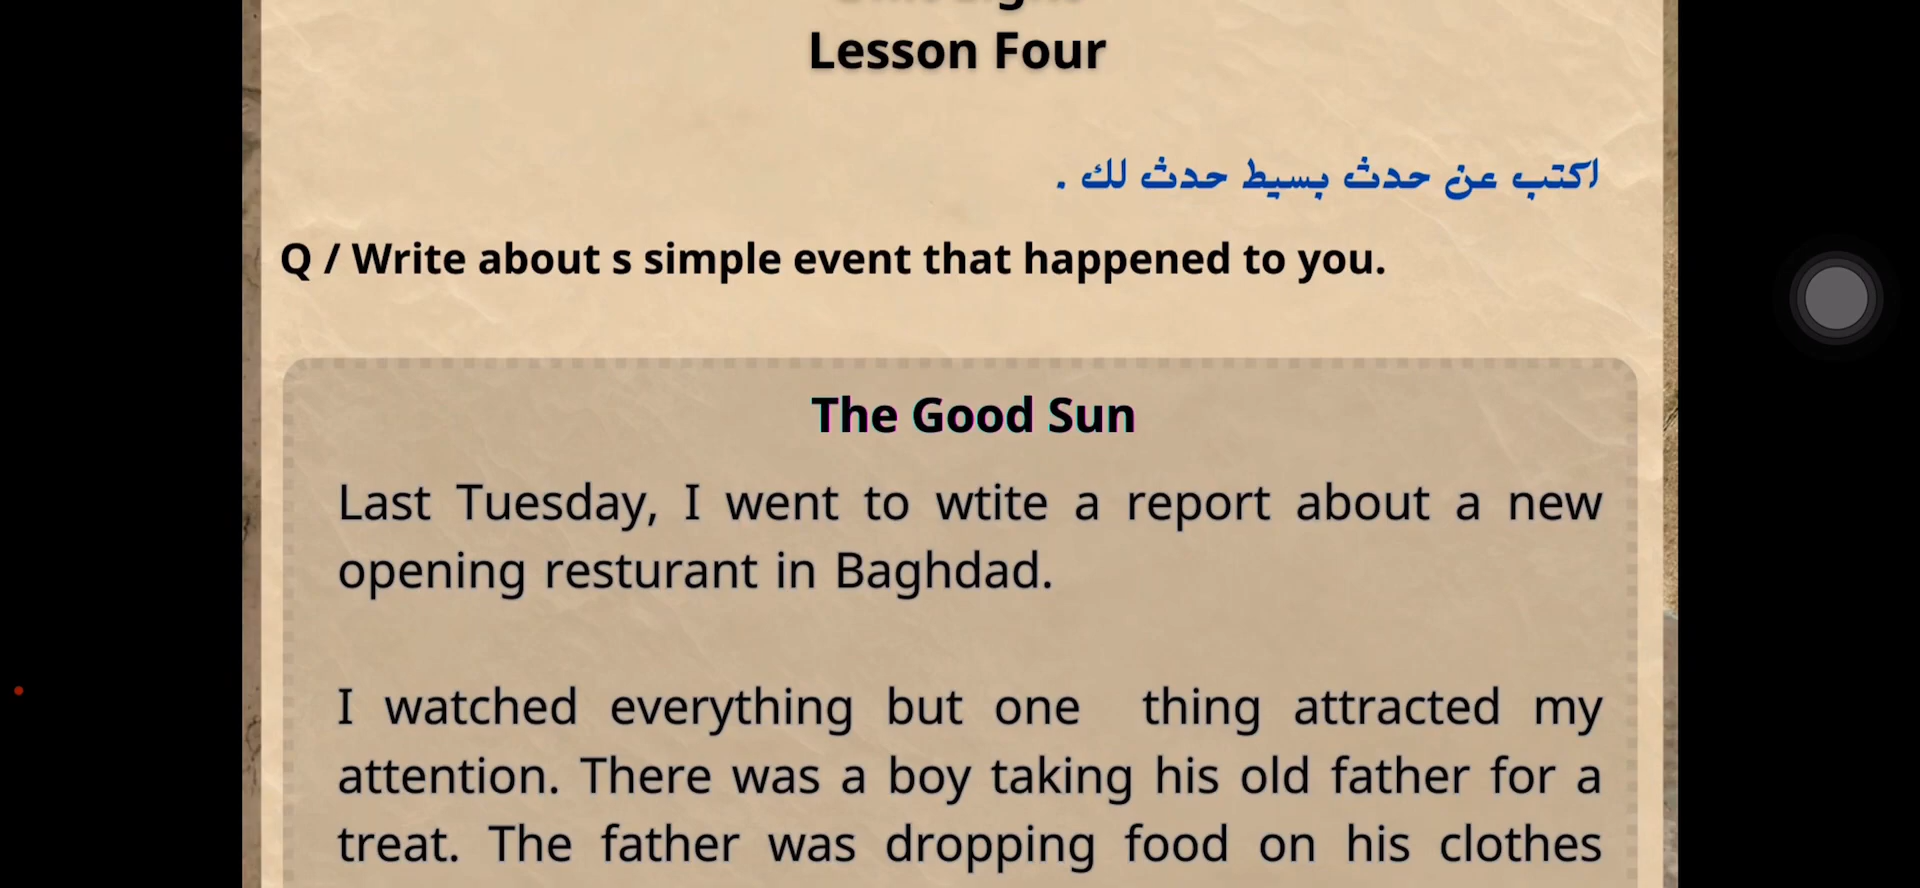 Lesson Four
اكتب عن حدث بسيط حدث لك .
Q / Write about s simple event that happened to you.
The Good Sun
Last Tuesday, I went to wtite a report about a new
opening resturant in Baghdad.
I watched everything but one thing attracted my
attention. There was a boy taking his old father for a
treat. The father was dropping food on his clothes